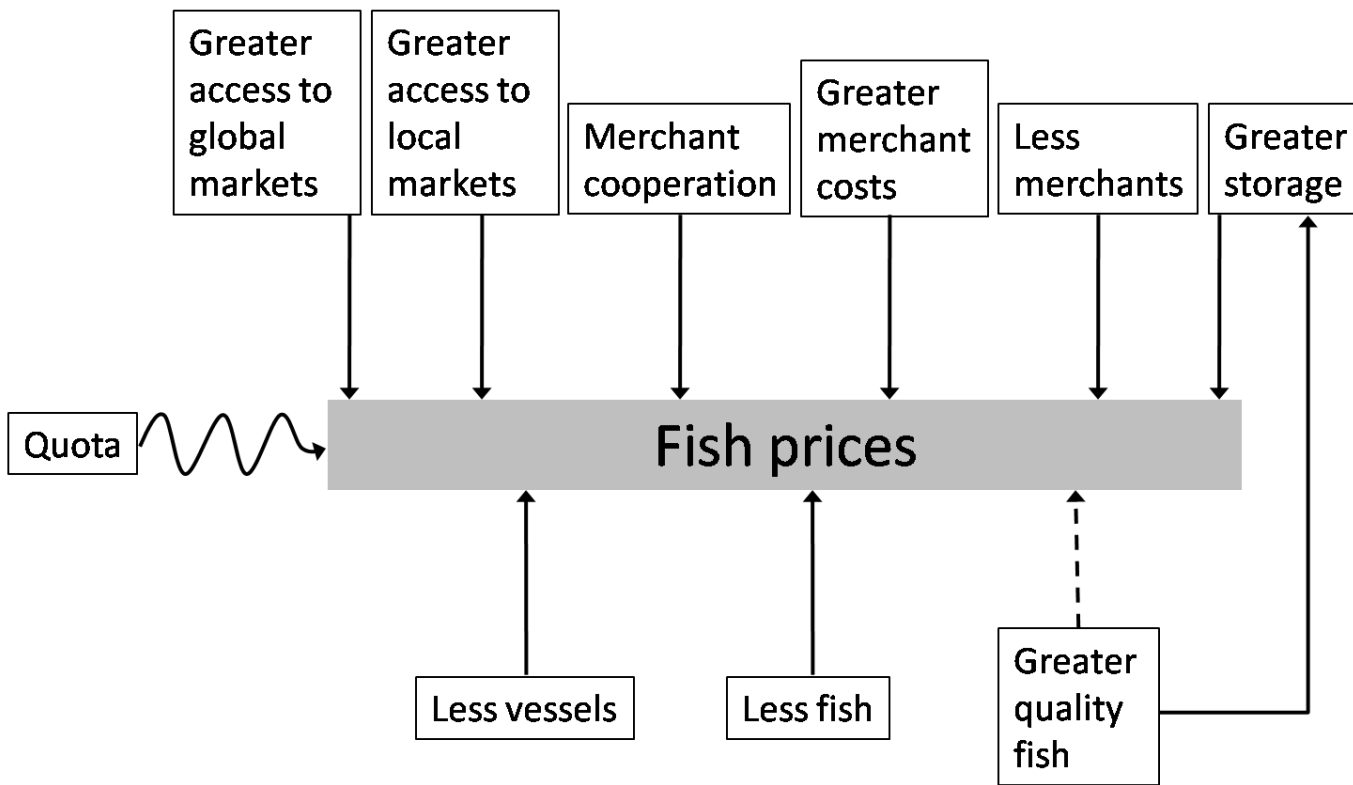 Greater
access to
global
markets
Greater
access to
local
markets
Merchant
cooperation
Greater
merchant
costs
Less
merchants
Greater
storage
Quota
Fish prices
Less vessels
Less fish
Greater
quality
fish